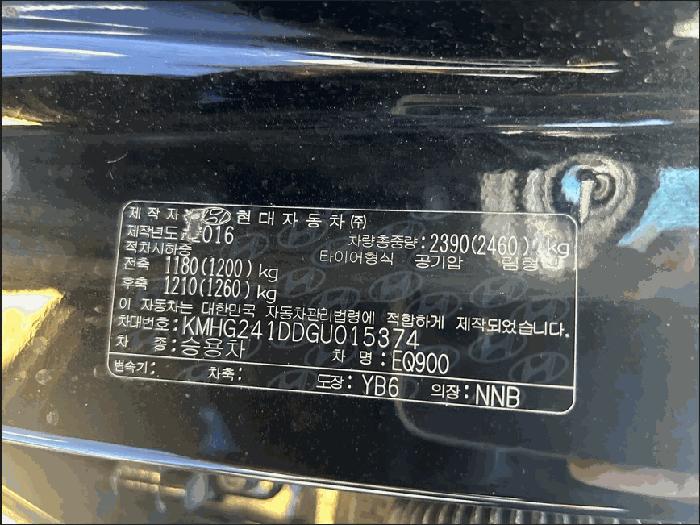 제작자: 현대자동차㈜
제작년도: 2016 차량총중량:2390(2460) kg
적차시하중 타이어형식 공기압 림형식
전축 1180(1200)kg
후축 1210(1260)kg
이 자동차는 대한민국 자동차관리법령에 적합하게 제작되었습니다.
차대번호:KMHG241DDGU015374
차 종:승용차 차 명:EQ900
변속기: 차축: 도장:YB6 의장:NNB